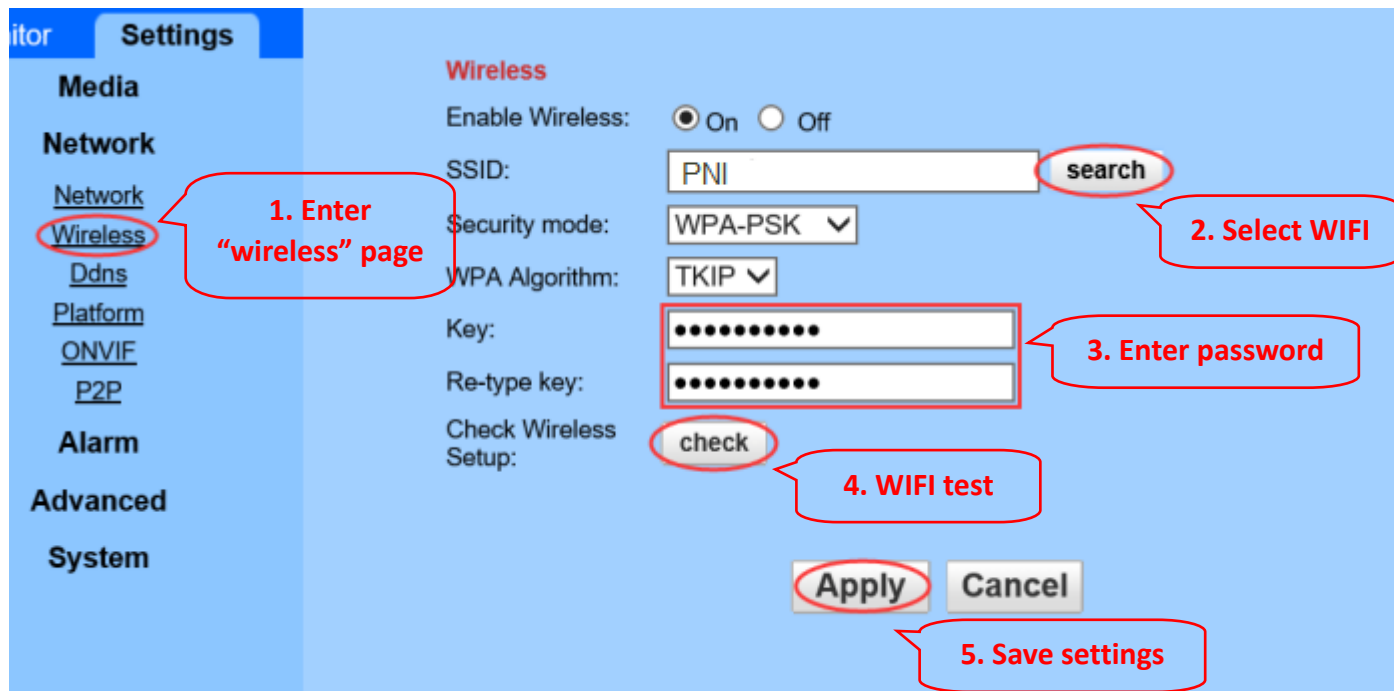 itor Settings
Media
Network
Network
Wireless
Ddns
Platform
ONVIF
P2P
Alarm
Advanced
System
1. Enter
“wireless” page
Wireless
Enable Wireless: On Off
SSID: PNI search
2. Select WIFI
Security mode: WPA-PSK
WPA Algorithm: TKIP
Key: ••••••••••
3. Enter password
Re-type key: ••••••••••
Check Wireless
Setup: check
4. WIFI test
Apply Cancel
5. Save settings